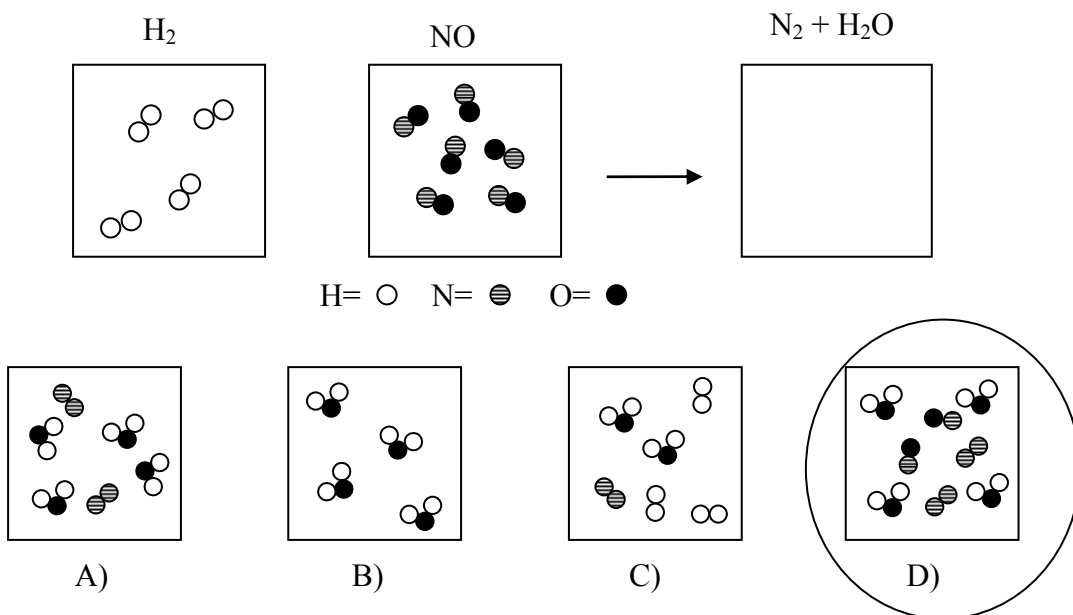 H₂ NO N₂ + H₂O
H= N= O=
A) B) C) D)